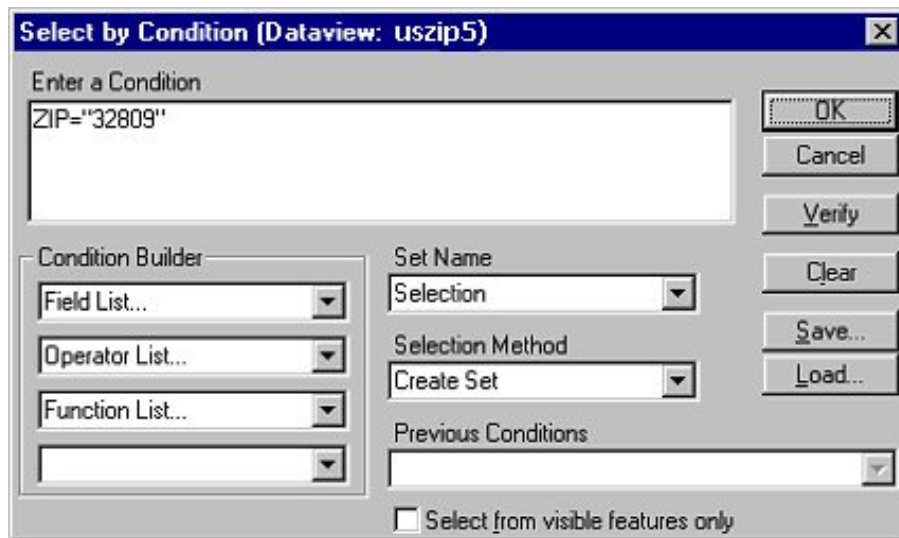 Select by Condition (Dataview: uszip5)
Enter a Condition
ZIP="32809"
OK
Cancel
Verify
Clear
Save...
Load...
Condition Builder
Field List...
Operator List...
Function List...
Set Name
Selection
Selection Method
Create Set
Previous Conditions
Select from visible features only